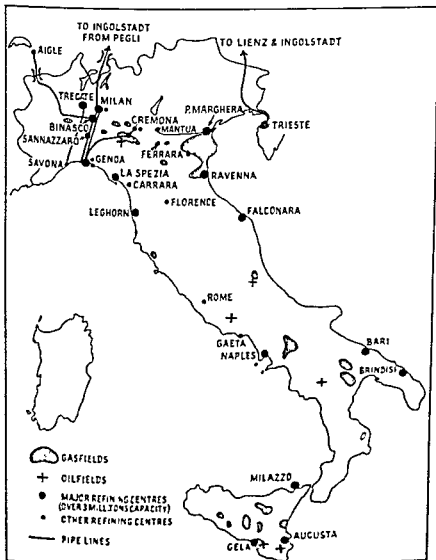 TO INGOLSTADT
FROM PEGLI
TO LIENZ & INGOLSTADT
AIGLE
TRECATE
MILAN
P.MARGHERA
TRIESTE
CREMONA
BINASCO
MANTUA
SANNAZZARO
FERRARA
SAVONA
GENOA
RAVENNA
LA SPEZIA
CARRARA
FLORENCE
LEGHORN
FALCONARA
ROME
GAETA
NAPLES
BARI
BRINDISI
GASFIELDS
OILFIELDS
MAJOR REFINING CENTRES
(OVER 3 MILLIONS CAPACITY)
OTHER REFINING CENTRES
PIPE LINES
MILAZZO
AUGUSTA
GELA